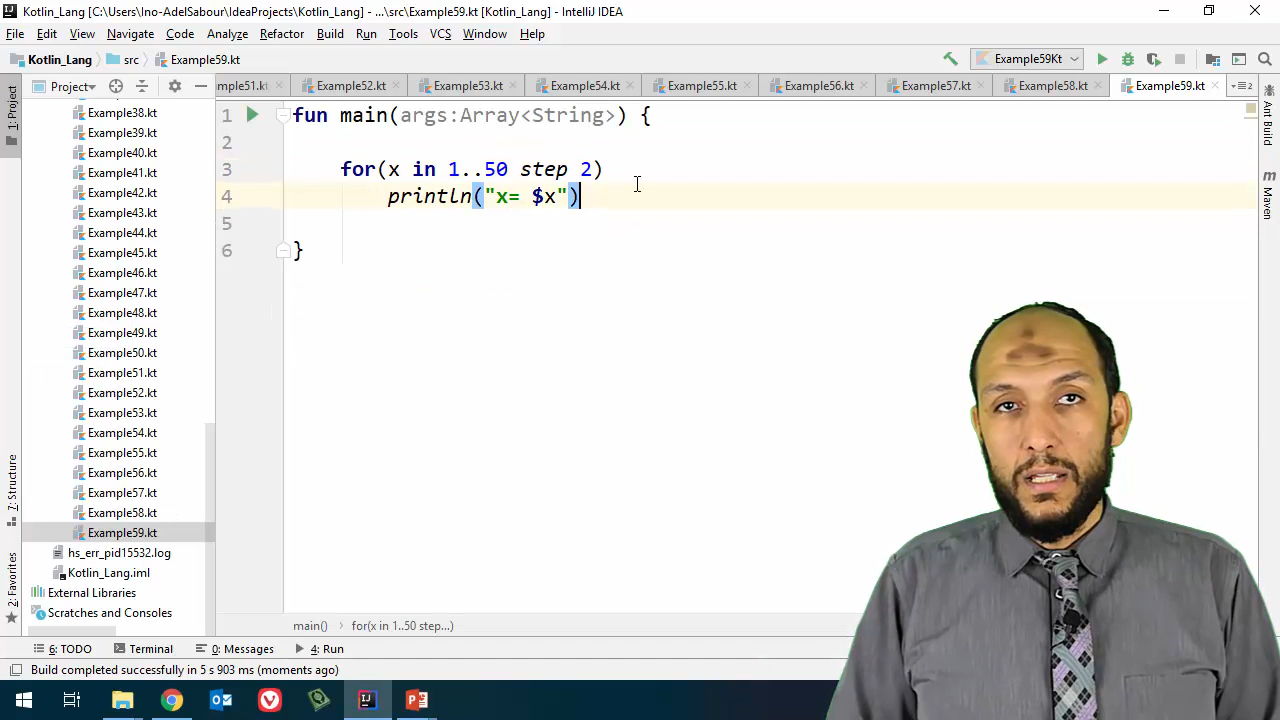 Kotlin_Lang [C:\Users\Ino-AdelSabour\IdeaProjects\Kotlin_Lang] - ...\src\Example59.kt [Kotlin_Lang] - IntelliJ IDEA
File Edit View Navigate Code Analyze Refactor Build Run Tools VCS Window Help
Kotlin_Lang src Example59.kt Example59Kt
Project ample51.kt Example52.kt Example53.kt Example54.kt Example55.kt Example56.kt Example57.kt Example58.kt Example59.kt ≡2
1: Project
7: Structure
2: Favorites
Example38.kt
Example39.kt
Example40.kt
Example41.kt
Example42.kt
Example43.kt
Example44.kt
Example45.kt
Example46.kt
Example47.kt
Example48.kt
Example49.kt
Example50.kt
Example51.kt
Example52.kt
Example53.kt
Example54.kt
Example55.kt
Example56.kt
Example57.kt
Example58.kt
Example59.kt
hs_err_pid15532.log
Kotlin_Lang.iml
External Libraries
Scratches and Consoles
1 fun main(args:Array<String>) {
2
3 for(x in 1..50 step 2)
4 println("x= $x")
5
6 }
Ant Build
m Maven
main() › for(x in 1..50 step...)
6: TODO Terminal 0: Messages 4: Run
Build completed successfully in 5 s 903 ms (moments ago)